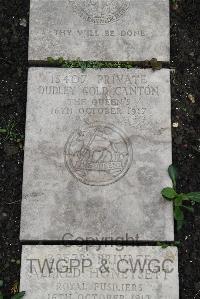 THY WILL BE DONE
15407 PRIVATE
DUDLEY GOLD CANTON
THE QUEEN'S
16TH OCTOBER 1917
PRIVATE
ROYAL FUSILIERS
16TH OCTOBER 1917
Copyright ©
TWGPP & CWGC